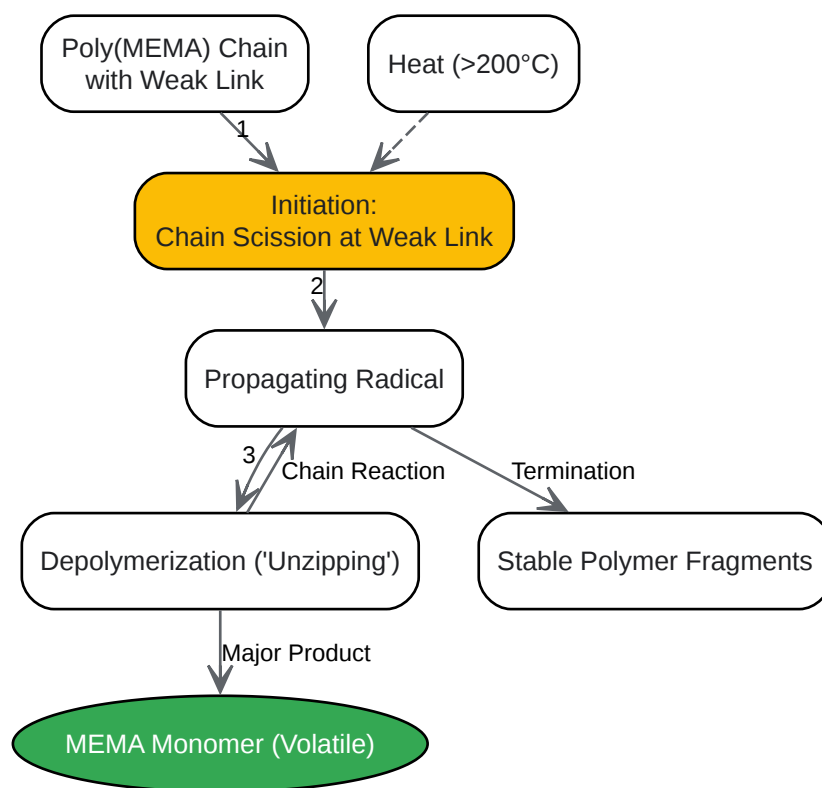 Poly(MEMA) Chain
with Weak Link
Heat (>200°C)
1
Initiation:
Chain Scission at Weak Link
2
Propagating Radical
3
Chain Reaction
Termination
Depolymerization ('Unzipping')
Stable Polymer Fragments
Major Product
MEMA Monomer (Volatile)